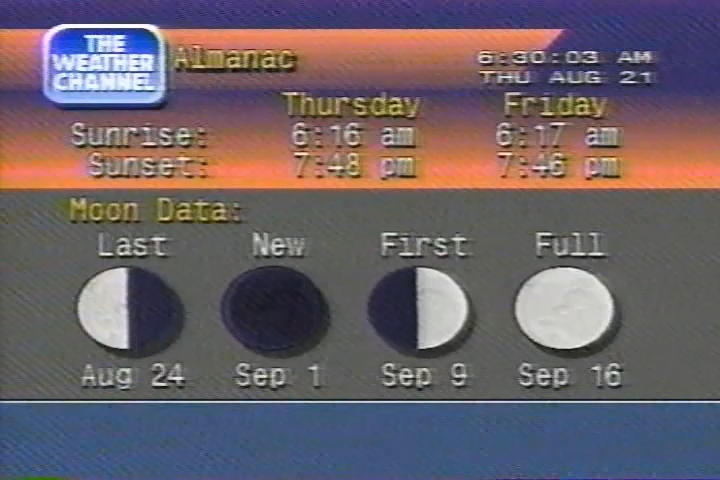 THE
WEATHER
CHANNEL
Almanac
6:30:03 AM
THU AUG 21
Thursday Friday
Sunrise: 6:16 am 6:17 am
Sunset: 7:48 pm 7:46 pm
Moon Data:
Last New First Full
Aug 24 Sep 1 Sep 9 Sep 16